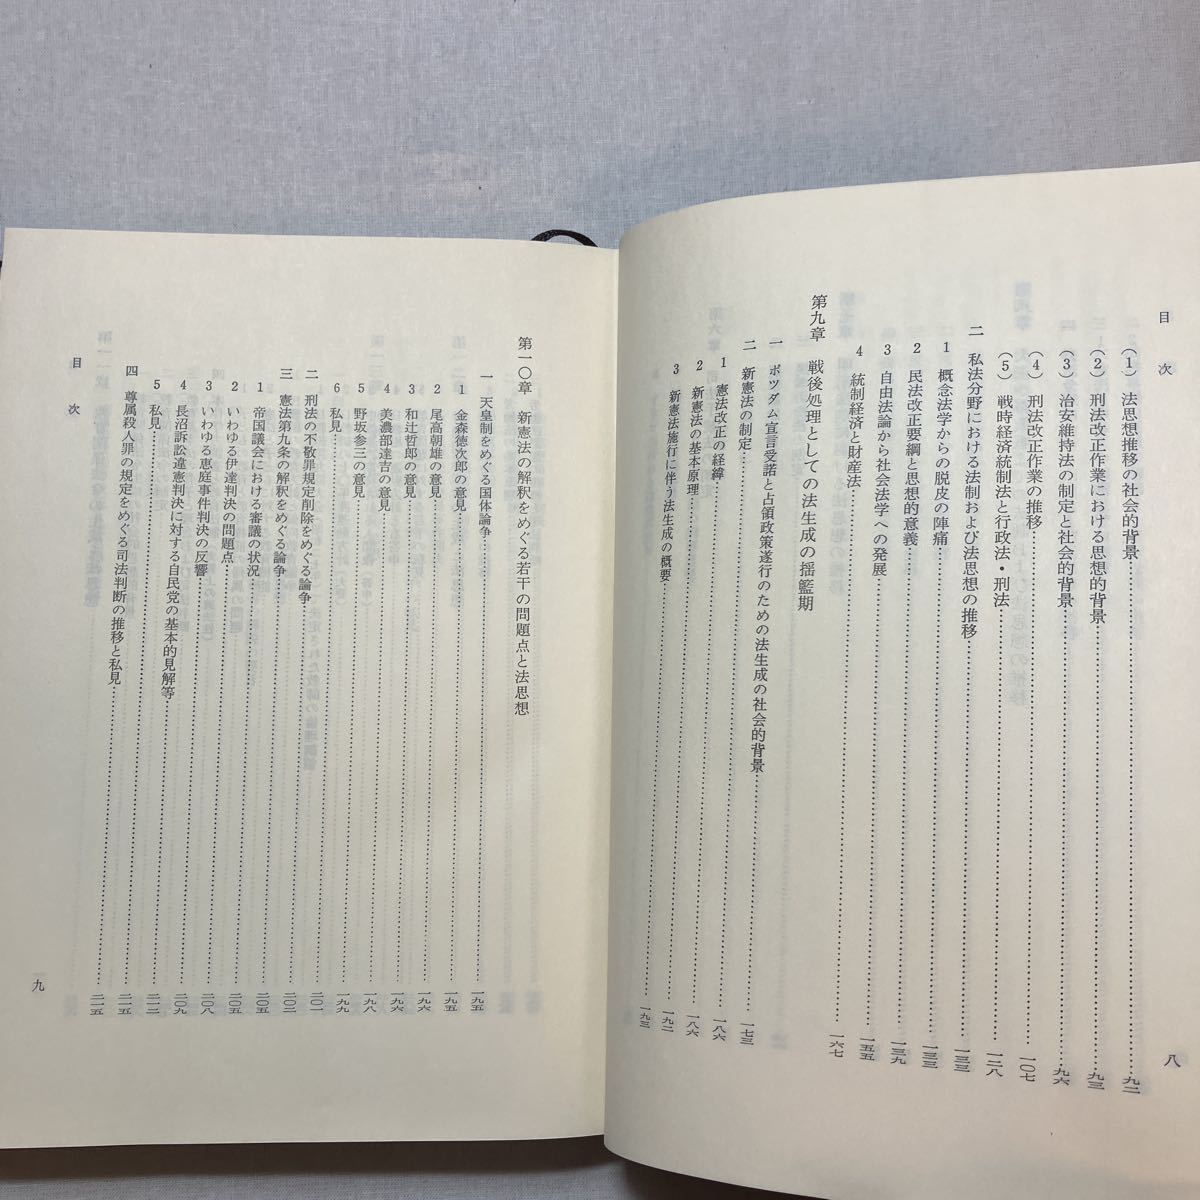 目次
八
(1) 法思想推移の社会的背景……九二
(2) 刑法改正作業における思想的背景……九三
(3) 治安維持法の制定と社会的背景……九六
(4) 刑法改正作業の推移……一〇七
(5) 戦時経済統制法と行政法・刑法……一二八
二 私法分野における法制および法思想の推移……一三三
1 概念法学からの脱皮の陣痛……一三三
2 民法改正要綱と思想的意義……一三九
3 自由法論から社会法学への発展……一五五
4 統制経済と財産法……一六七
第九章 戦後処理としての法生成の揺籃期
一 ポツダム宣言受諾と占領政策遂行のための法生成の社会的背景……一七三
二 新憲法の制定……一八六
1 憲法改正の経緯……一八六
2 新憲法の基本原理……一九二
3 新憲法施行に伴う法生成の概要……一九三
第一〇章 新憲法の解釈をめぐる若干の問題点と法思想
一 天皇制をめぐる国体論争……一九五
1 金森徳次郎の意見……一九五
2 尾高朝雄の意見……一九六
3 和辻哲郎の意見……一九六
4 美濃部達吉の意見……一九八
5 野坂参三の意見……一九九
6 私見……二〇一
二 刑法の不敬罪規定削除をめぐる論争……二〇二
三 憲法第九条の解釈をめぐる論争……二〇五
1 帝国議会における審議の状況……二〇五
2 いわゆる伊達判決の問題点……二〇八
3 いわゆる恵庭事件判決の反響……二〇九
4 長沼訴訟違憲判決に対する自民党の基本的見解等……二一二
5 私見……二一五
四 尊属殺人罪の規定をめぐる司法判断の推移と私見……二一五
目次
一九